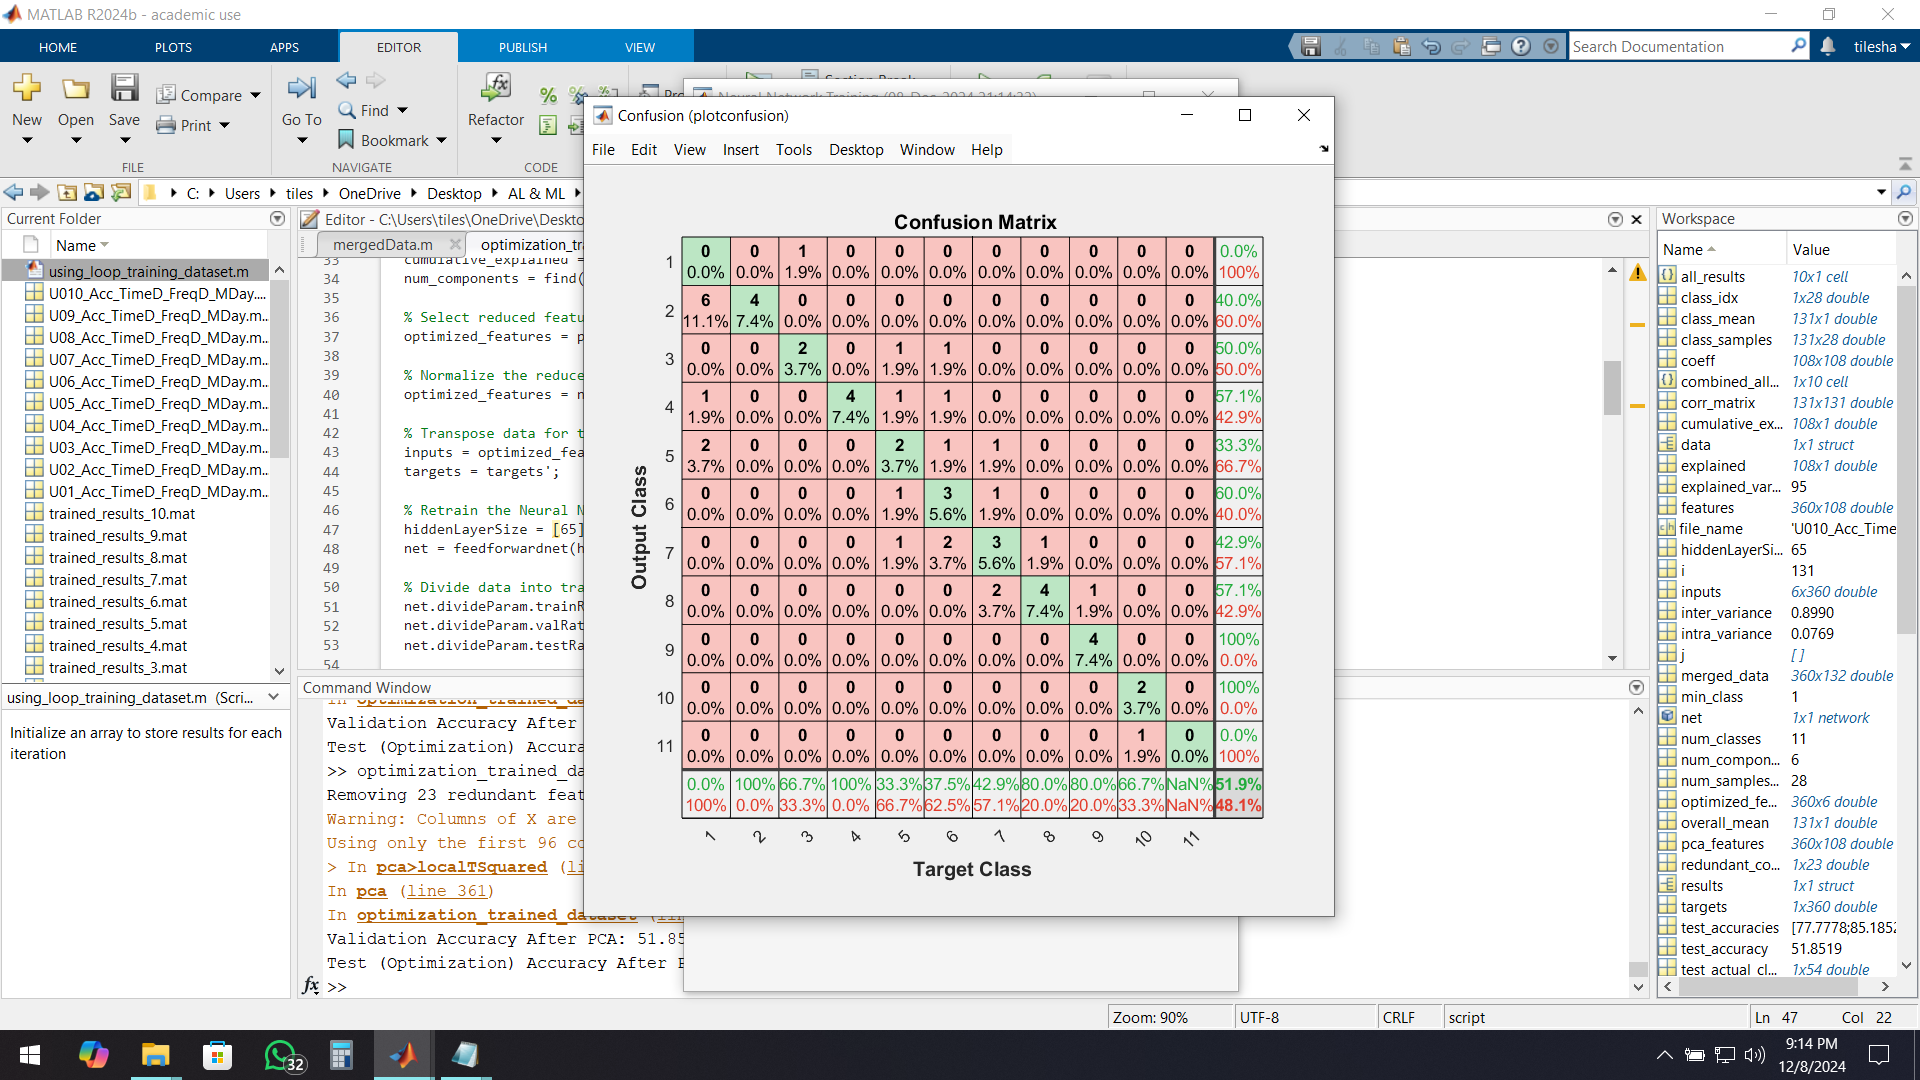 MATLAB R2024b - academic use
HOME PLOTS APPS EDITOR PUBLISH VIEW
Search Documentation
tilesha
New
Open
Save
Compare
Print
FILE
Go To
Find
Bookmark
NAVIGATE
Refactor
CODE
C: Users tiles OneDrive Desktop AL & ML
Current Folder
Name
using_loop_training_dataset.m
U010_Acc_TimeD_FreqD_MDay....
U09_Acc_TimeD_FreqD_MDay.m...
U08_Acc_TimeD_FreqD_MDay.m...
U07_Acc_TimeD_FreqD_MDay.m...
U06_Acc_TimeD_FreqD_MDay.m...
U05_Acc_TimeD_FreqD_MDay.m...
U04_Acc_TimeD_FreqD_MDay.m...
U03_Acc_TimeD_FreqD_MDay.m...
U02_Acc_TimeD_FreqD_MDay.m...
U01_Acc_TimeD_FreqD_MDay.m...
trained_results_10.mat
trained_results_9.mat
trained_results_8.mat
trained_results_7.mat
trained_results_6.mat
trained_results_5.mat
trained_results_4.mat
trained_results_3.mat
using_loop_training_dataset.m (Scri...
Initialize an array to store results for each
iteration
Editor - C:\Users\tiles\OneDrive\Deskto
mergedData.m
optimization_tra
33 cumulative_explained =
34 num_components = find(
35
36 % Select reduced featu
37 optimized_features = p
38
39 % Normalize the reduce
40 optimized_features = n
41
42 % Transpose data for t
43 inputs = optimized_fea
44 targets = targets';
45
46 % Retrain the Neural N
47 hiddenLayerSize = [65]
48 net = feedforwardnet(h
49
50 % Divide data into tra
51 net.divideParam.trainR
52 net.divideParam.valRat
53 net.divideParam.testRa
54
Command Window
In optimization_trained_da
Validation Accuracy After
Test (Optimization) Accura
>> optimization_trained_da
Removing 23 redundant feat
Warning: Columns of X are
Using only the first 96 co
> In pca>localTSquared (li
In pca (line 361)
In optimization_trained_dataset (lin
Validation Accuracy After PCA: 51.85
Test (Optimization) Accuracy After P
fx >>
Section Break
Neural Network Training (08-Dec-2024 21:14:32)
Confusion (plotconfusion)
File Edit View Insert Tools Desktop Window Help
Confusion Matrix
Output Class
1 0 0 1 0 0 0 0 0 0 0 0 0.0%
0.0% 0.0% 1.9% 0.0% 0.0% 0.0% 0.0% 0.0% 0.0% 0.0% 0.0% 100%
2 6 4 0 0 0 0 0 0 0 0 0 40.0%
11.1% 7.4% 0.0% 0.0% 0.0% 0.0% 0.0% 0.0% 0.0% 0.0% 0.0% 60.0%
3 0 0 2 0 1 1 0 0 0 0 0 50.0%
0.0% 0.0% 3.7% 0.0% 1.9% 1.9% 0.0% 0.0% 0.0% 0.0% 0.0% 50.0%
4 1 0 0 4 1 1 0 0 0 0 0 57.1%
1.9% 0.0% 0.0% 7.4% 1.9% 1.9% 0.0% 0.0% 0.0% 0.0% 0.0% 42.9%
5 2 0 0 0 2 1 1 0 0 0 0 33.3%
3.7% 0.0% 0.0% 0.0% 3.7% 1.9% 1.9% 0.0% 0.0% 0.0% 0.0% 66.7%
6 0 0 0 0 1 3 1 0 0 0 0 60.0%
0.0% 0.0% 0.0% 0.0% 1.9% 5.6% 1.9% 0.0% 0.0% 0.0% 0.0% 40.0%
7 0 0 0 0 1 2 3 1 0 0 0 42.9%
0.0% 0.0% 0.0% 0.0% 1.9% 3.7% 5.6% 1.9% 0.0% 0.0% 0.0% 57.1%
8 0 0 0 0 0 0 2 4 1 0 0 57.1%
0.0% 0.0% 0.0% 0.0% 0.0% 0.0% 3.7% 7.4% 1.9% 0.0% 0.0% 42.9%
9 0 0 0 0 0 0 0 0 4 0 0 100%
0.0% 0.0% 0.0% 0.0% 0.0% 0.0% 0.0% 0.0% 7.4% 0.0% 0.0% 0.0%
10 0 0 0 0 0 0 0 0 0 2 0 100%
0.0% 0.0% 0.0% 0.0% 0.0% 0.0% 0.0% 0.0% 0.0% 3.7% 0.0% 0.0%
11 0 0 0 0 0 0 0 0 0 1 0 0.0%
0.0% 0.0% 0.0% 0.0% 0.0% 0.0% 0.0% 0.0% 0.0% 1.9% 0.0% 100%
0.0% 100% 66.7% 100% 33.3% 37.5% 42.9% 80.0% 80.0% 66.7% NaN% 51.9%
100% 0.0% 33.3% 0.0% 66.7% 62.5% 57.1% 20.0% 20.0% 33.3% NaN% 48.1%
1 2 3 4 5 6 7 8 9 10 11
Target Class
Workspace
Name Value
all_results 10x1 cell
class_idx 1x28 double
class_mean 131x1 double
class_samples 131x28 double
coeff 108x108 double
combined_all... 1x10 cell
corr_matrix 131x131 double
cumulative_ex... 108x1 double
data 1x1 struct
explained 108x1 double
explained_var... 95
features 360x108 double
file_name 'U010_Acc_Time
hiddenLayerSi... 65
i 131
inputs 6x360 double
inter_variance 0.8990
intra_variance 0.0769
j [ ]
merged_data 360x132 double
min_class 1
net 1x1 network
num_classes 11
num_compon... 6
num_samples... 28
optimized_fe... 360x6 double
overall_mean 131x1 double
pca_features 360x108 double
redundant_co... 1x23 double
results 1x1 struct
targets 1x360 double
test_accuracies [77.7778;85.1852
test_accuracy 51.8519
test_actual_cl... 1x54 double
Zoom: 90% UTF-8 CRLF script Ln 47 Col 22
32
9:14 PM
12/8/2024